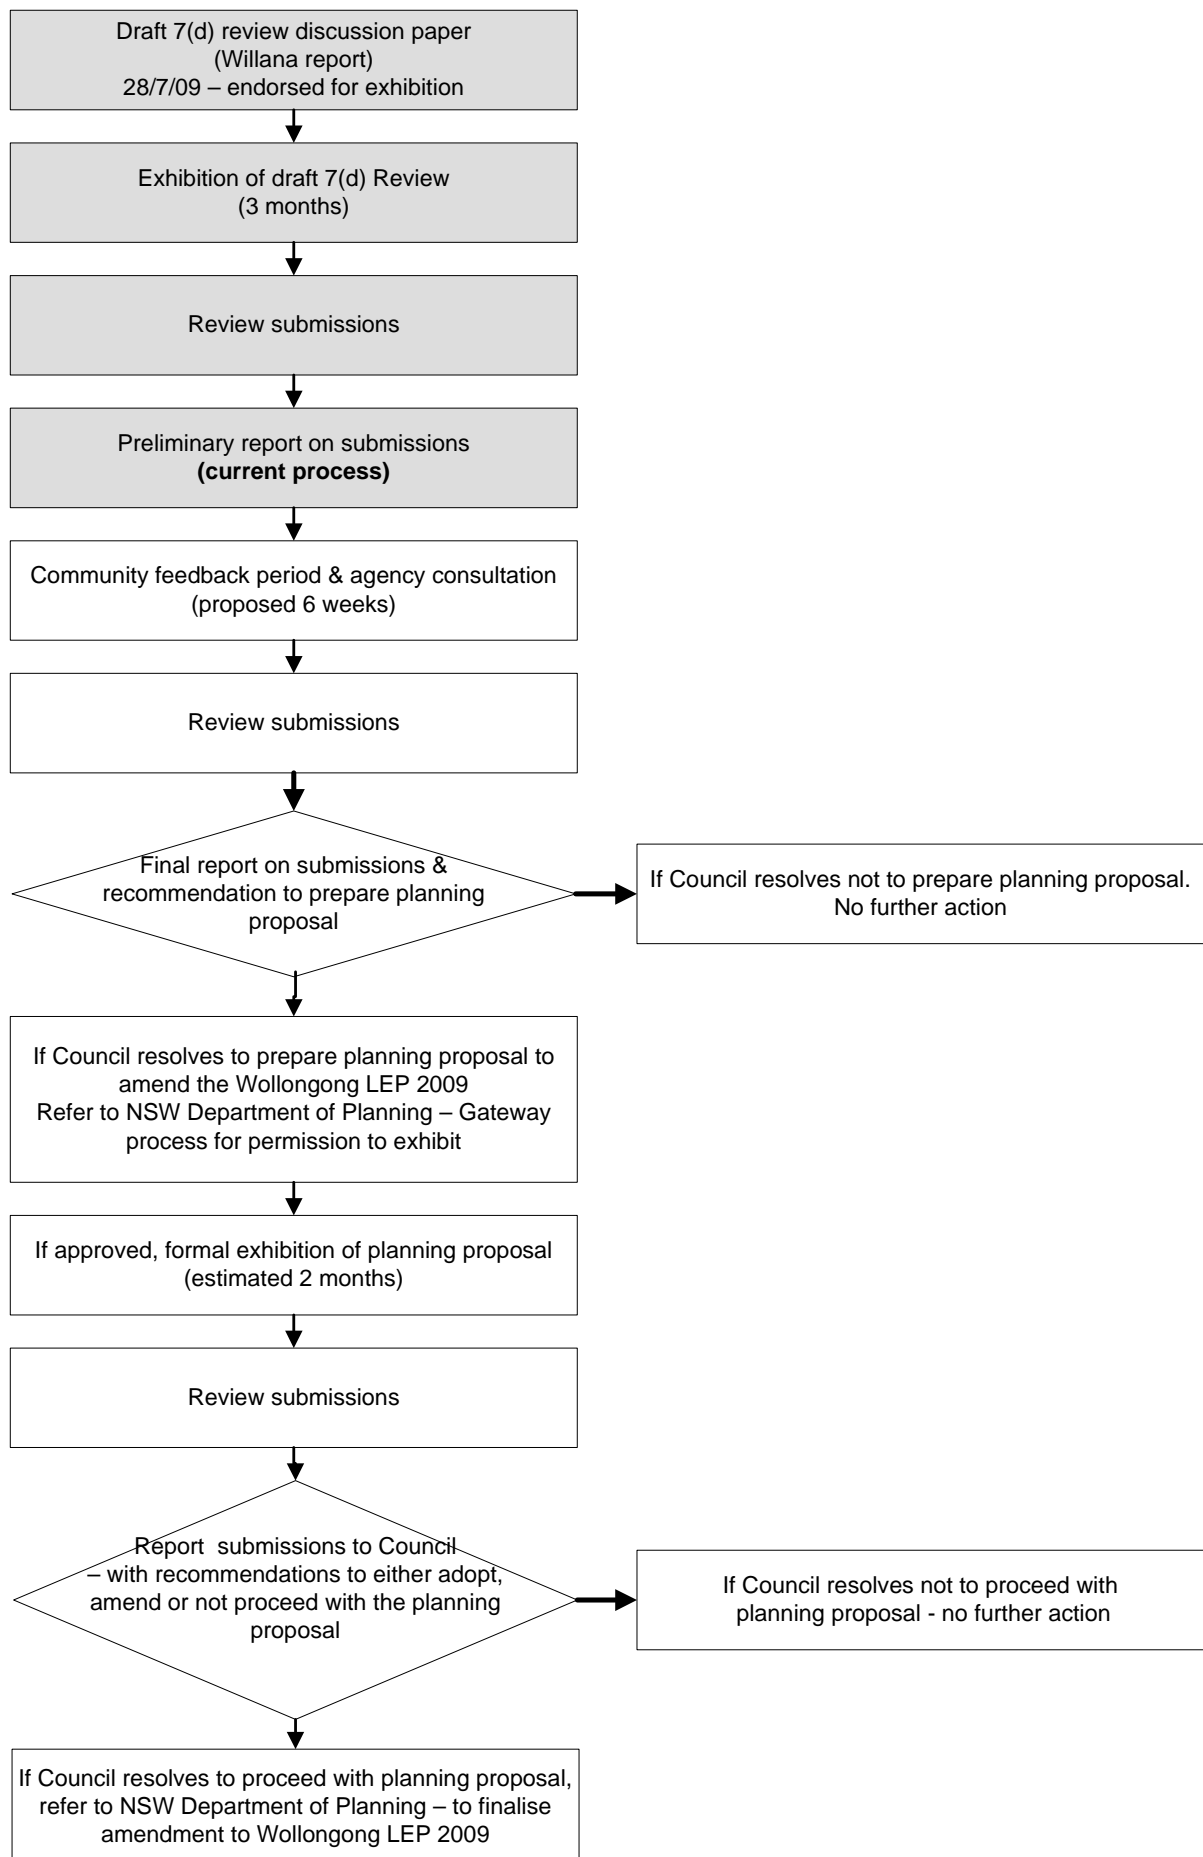 Draft 7(d) review discussion paper
(Willana report)
28/7/09 – endorsed for exhibition
Exhibition of draft 7(d) Review
(3 months)
Review submissions
Preliminary report on submissions
(current process)
Community feedback period & agency consultation
(proposed 6 weeks)
Review submissions
Final report on submissions &
recommendation to prepare planning
proposal
If Council resolves not to prepare planning proposal.
No further action
If Council resolves to prepare planning proposal to
amend the Wollongong LEP 2009
Refer to NSW Department of Planning – Gateway
process for permission to exhibit
If approved, formal exhibition of planning proposal
(estimated 2 months)
Review submissions
Report  submissions to Council
– with recommendations to either adopt,
amend or not proceed with the planning
proposal
If Council resolves not to proceed with
planning proposal - no further action
If Council resolves to proceed with planning proposal,
refer to NSW Department of Planning – to finalise
amendment to Wollongong LEP 2009